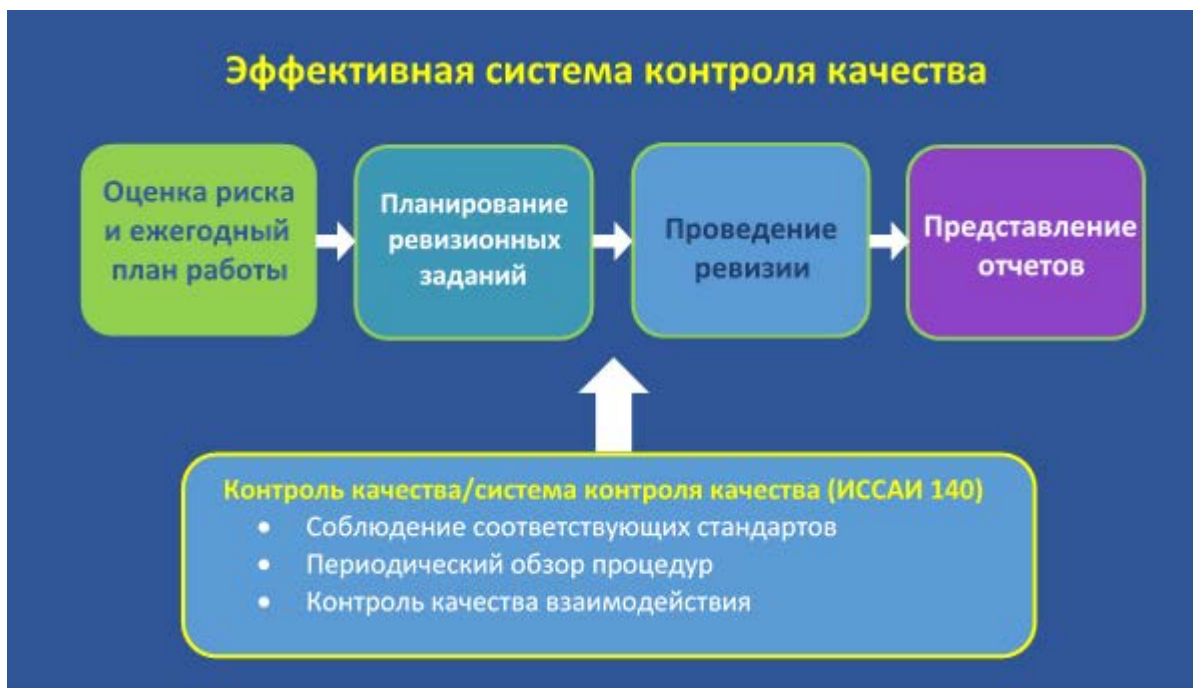 Эффективная система контроля качества
Оценка риска
и ежегодный
план работы
Планирование
ревизионных
заданий
Проведение
ревизии
Представление
отчетов
Контроль качества/система контроля качества (ИССАИ 140)
• Соблюдение соответствующих стандартов
• Периодический обзор процедур
• Контроль качества взаимодействия